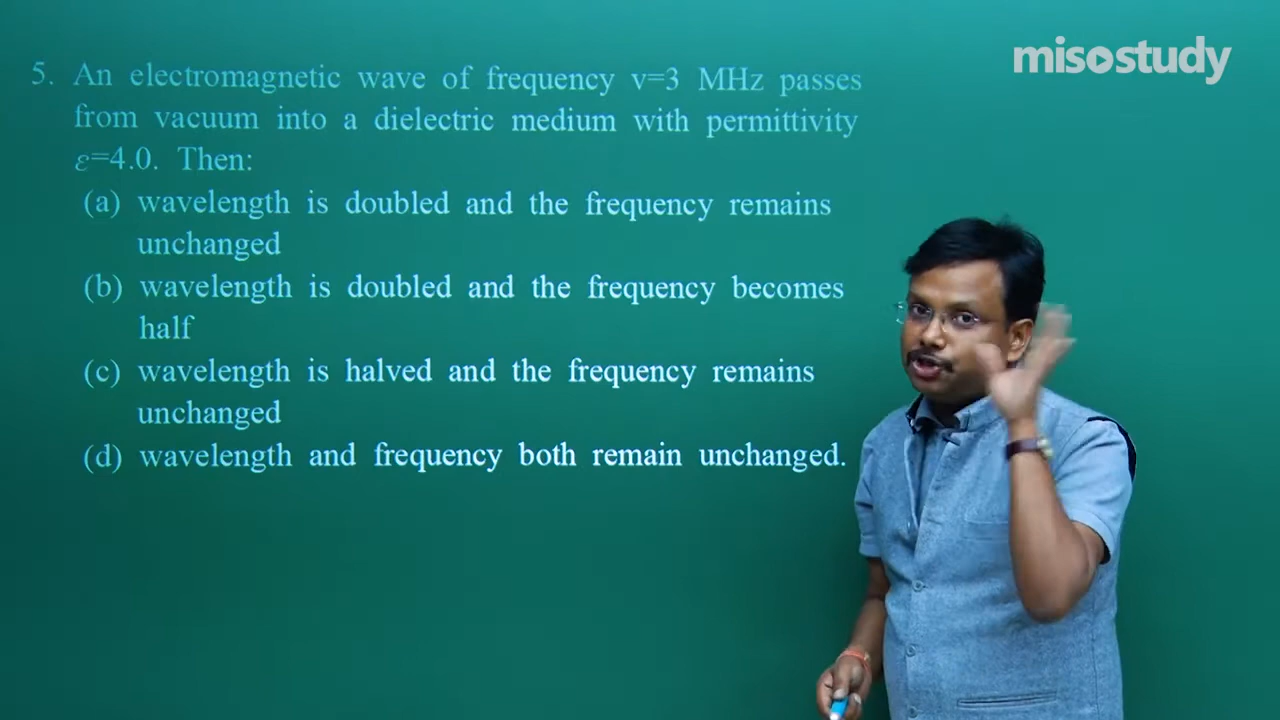 misostudy
5. An electromagnetic wave of frequency v=3 MHz passes
from vacuum into a dielectric medium with permittivity
ε=4.0. Then:
(a) wavelength is doubled and the frequency remains
unchanged
(b) wavelength is doubled and the frequency becomes
half
(c) wavelength is halved and the frequency remains
unchanged
(d) wavelength and frequency both remain unchanged.